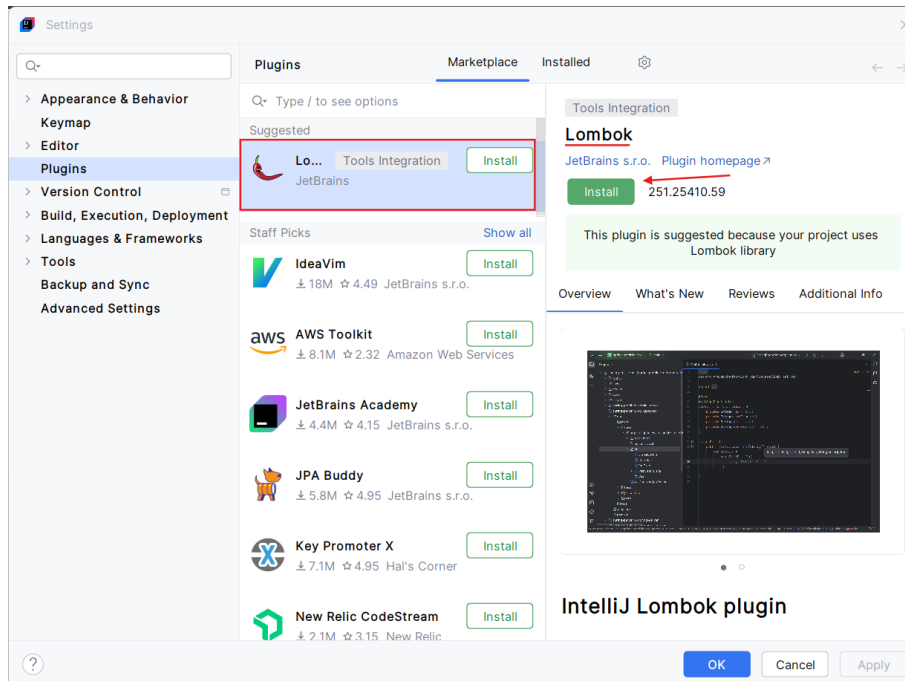 Settings
Plugins
Marketplace
Installed
Appearance & Behavior
Keymap
Editor
Plugins
Version Control
Build, Execution, Deployment
Languages & Frameworks
Tools
Backup and Sync
Advanced Settings
Type / to see options
Suggested
Lo... Tools Integration Install
JetBrains
Staff Picks Show all
IdeaVim Install
18M 4.49 JetBrains s.r.o.
aws AWS Toolkit Install
8.1M 2.32 Amazon Web Services
JetBrains Academy Install
4.4M 4.15 JetBrains s.r.o.
JPA Buddy Install
5.8M 4.95 JetBrains s.r.o.
Key Promoter X Install
7.1M 4.95 Hal's Corner
New Relic CodeStream Install
2.1M 3.15 New Relic
Tools Integration
Lombok
JetBrains s.r.o. Plugin homepage
Install 251.25410.59
This plugin is suggested because your project uses
Lombok library
Overview What's New Reviews Additional Info
IntelliJ Lombok plugin
? OK Cancel Apply